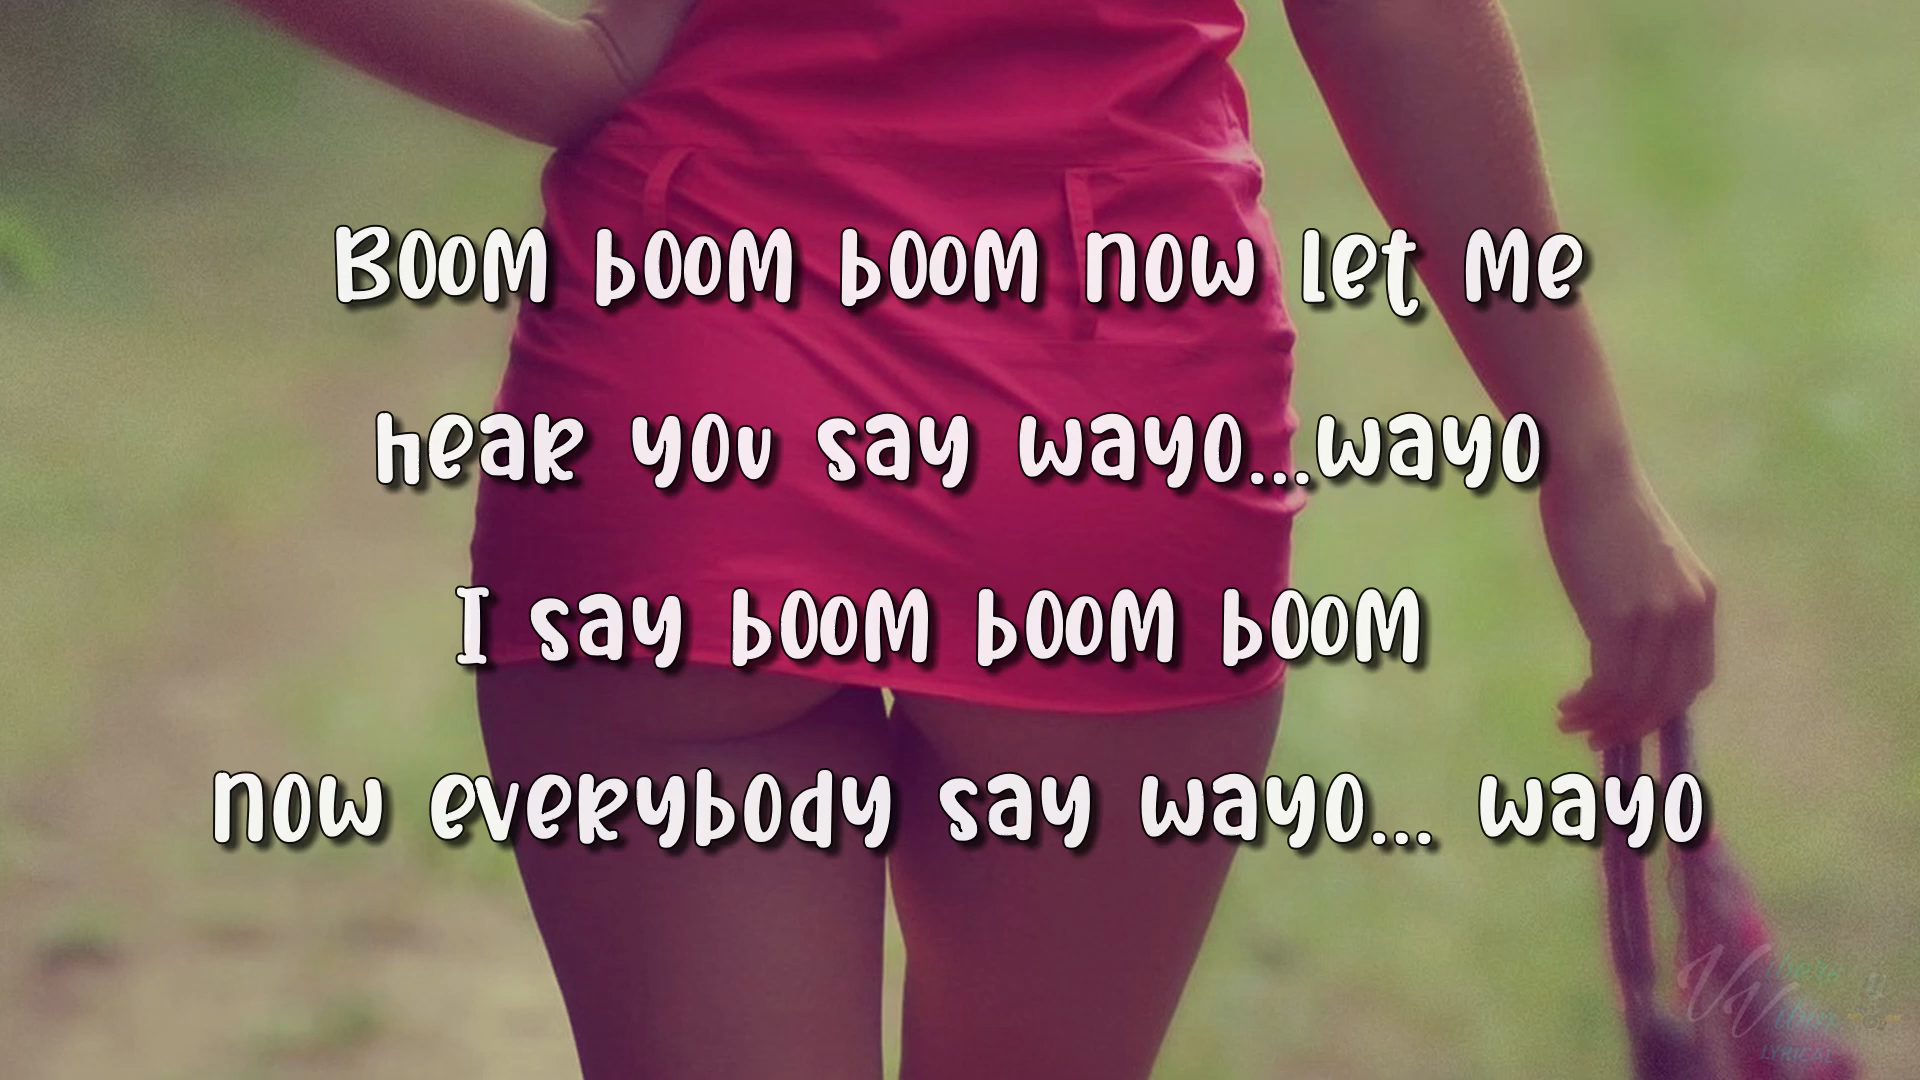 Boom boom boom now let me
hear you say wayo...wayo
I say boom boom boom
now everybody say wayo... wayo
LYRICAL